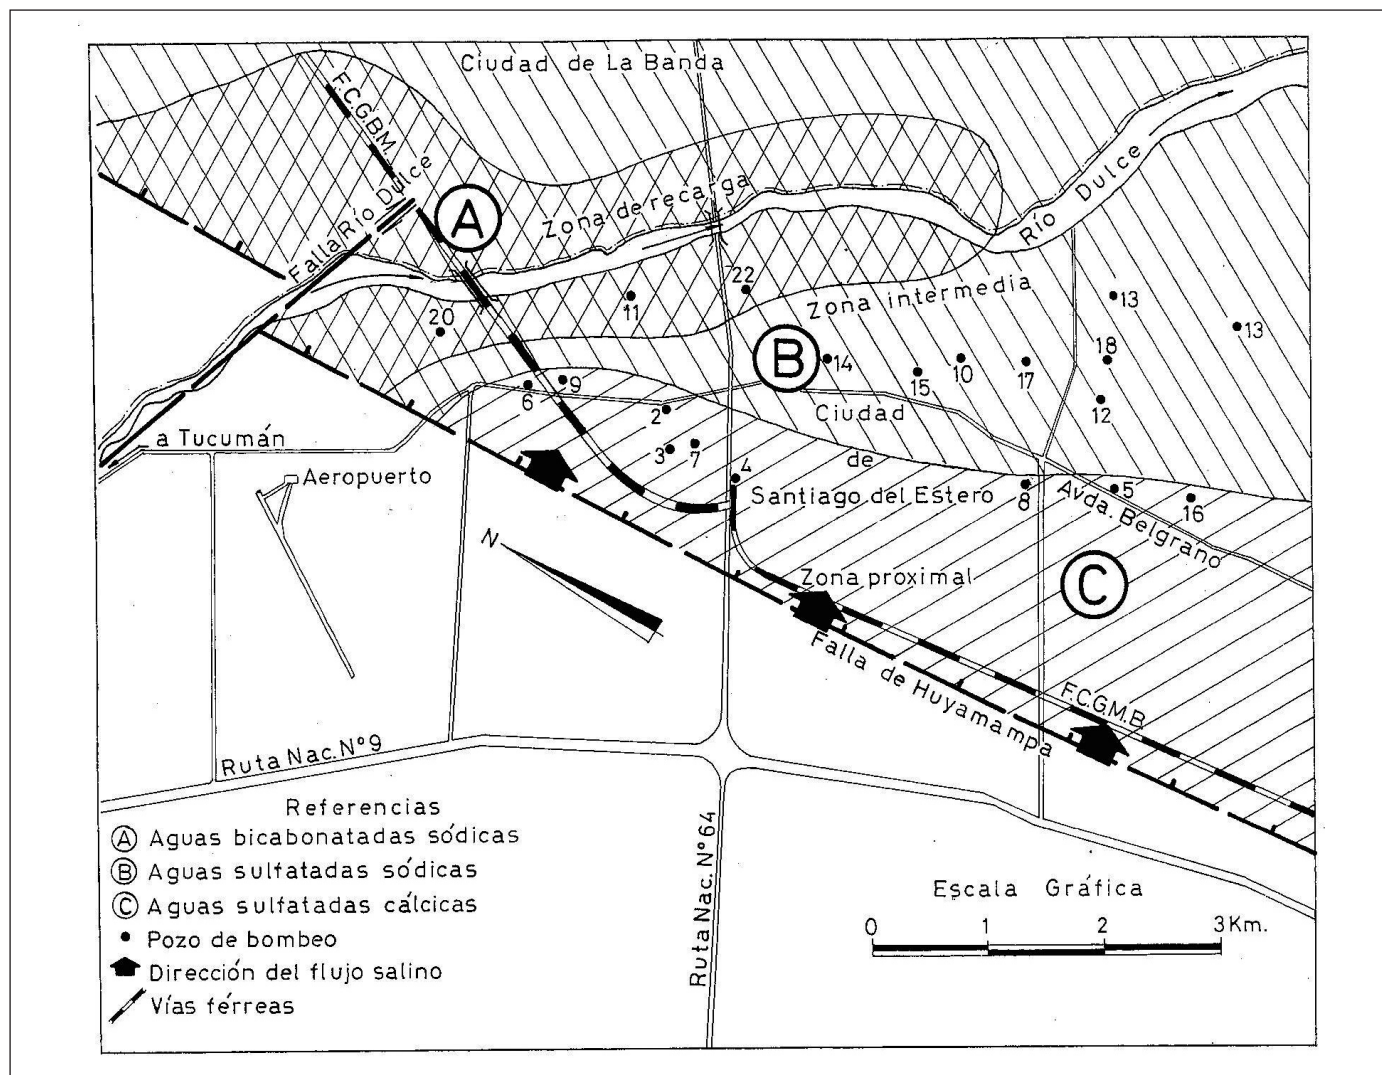 Ciudad de La Banda
F.C.G.B.M.
Falla Río Dulce
A
Zona de recarga
Río Dulce
22
11
20
Zona intermedia
13
13
B
14
15
10
17
18
12
9
6
2
Ciudad
a Tucumán
3
7
de
4
Aeropuerto
Santiago del Estero
8
5
16
Avda. Belgrano
N
Zona proximal
C
Falla de Huyamampa
F.C.G.M.B
Ruta Nac. Nº 9
Ruta Nac. Nº 64
Referencias
A Aguas bicabonatadas sódicas
B Aguas sulfatadas sódicas
C Aguas sulfatadas cálcicas
Pozo de bombeo
Dirección del flujo salino
Vías férreas
Escala Gráfica
0 1 2 3 Km.